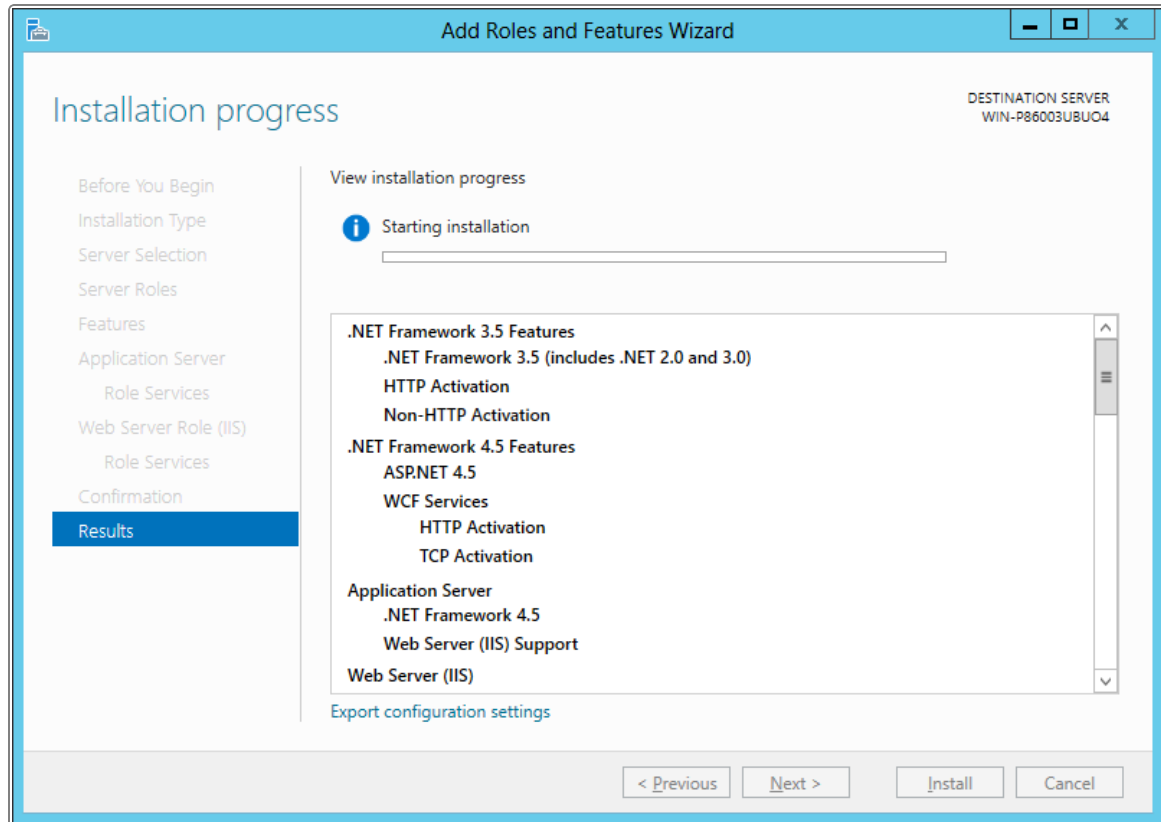 Add Roles and Features Wizard
Installation progress
DESTINATION SERVER
WIN-P86003UBUO4
Before You Begin
Installation Type
Server Selection
Server Roles
Features
Application Server
Role Services
Web Server Role (IIS)
Role Services
Confirmation
Results
View installation progress
Starting installation
.NET Framework 3.5 Features
.NET Framework 3.5 (includes .NET 2.0 and 3.0)
HTTP Activation
Non-HTTP Activation
.NET Framework 4.5 Features
ASP.NET 4.5
WCF Services
HTTP Activation
TCP Activation
Application Server
.NET Framework 4.5
Web Server (IIS) Support
Web Server (IIS)
Export configuration settings
< Previous
Next >
Install
Cancel